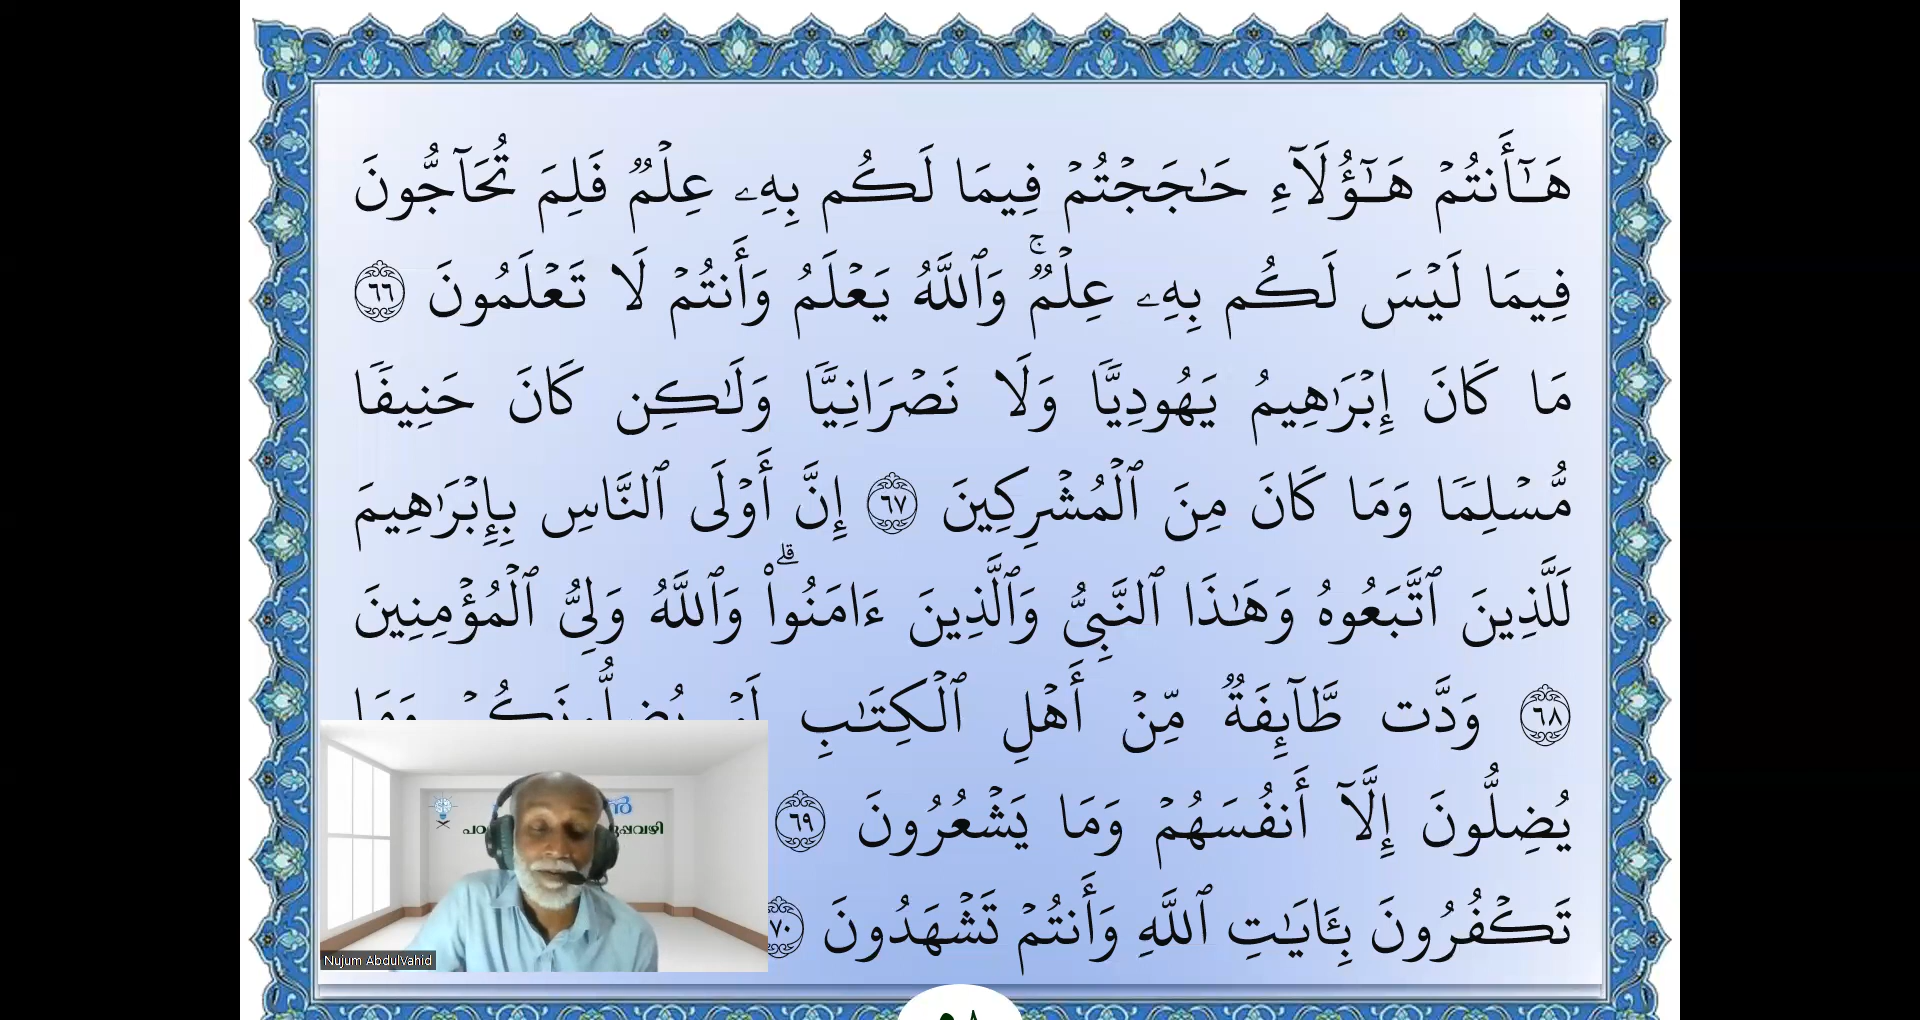 هَـٰٓأَنتُمۡ هَـٰٓؤُلَآءِ حَـٰجَجۡتُمۡ فِيمَا لَكُم بِهِۦ عِلۡمٞ فَلِمَ تُحَآجُّونَ
فِيمَا لَيۡسَ لَكُم بِهِۦ عِلۡمٞۚ وَٱللَّهُ يَعۡلَمُ وَأَنتُمۡ لَا تَعۡلَمُونَ ٦٦
مَا كَانَ إِبۡرَٰهِيمُ يَهُودِيّٗا وَلَا نَصۡرَانِيّٗا وَلَٰكِن كَانَ حَنِيفٗا
مُّسۡلِمٗا وَمَا كَانَ مِنَ ٱلۡمُشۡرِكِينَ ٦٧ إِنَّ أَوۡلَى ٱلنَّاسِ بِإِبۡرَٰهِيمَ
لَلَّذِينَ ٱتَّبَعُوهُ وَهَٰذَا ٱلنَّبِيُّ وَٱلَّذِينَ ءَامَنُواْۗ وَٱللَّهُ وَلِيُّ ٱلۡمُؤۡمِنِينَ
٦٨ وَدَّت طَّآئِفَةٞ مِّنۡ أَهۡلِ ٱلۡكِتَٰبِ لَوۡ يُضِلُّونَكُمۡ وَمَا
يُضِلُّونَ إِلَّآ أَنفُسَهُمۡ وَمَا يَشۡعُرُونَ ٦٩
تَكۡفُرُونَ بِـَٔايَٰتِ ٱللَّهِ وَأَنتُمۡ تَشۡهَدُونَ ٧٠
Nujum AbdulVahid